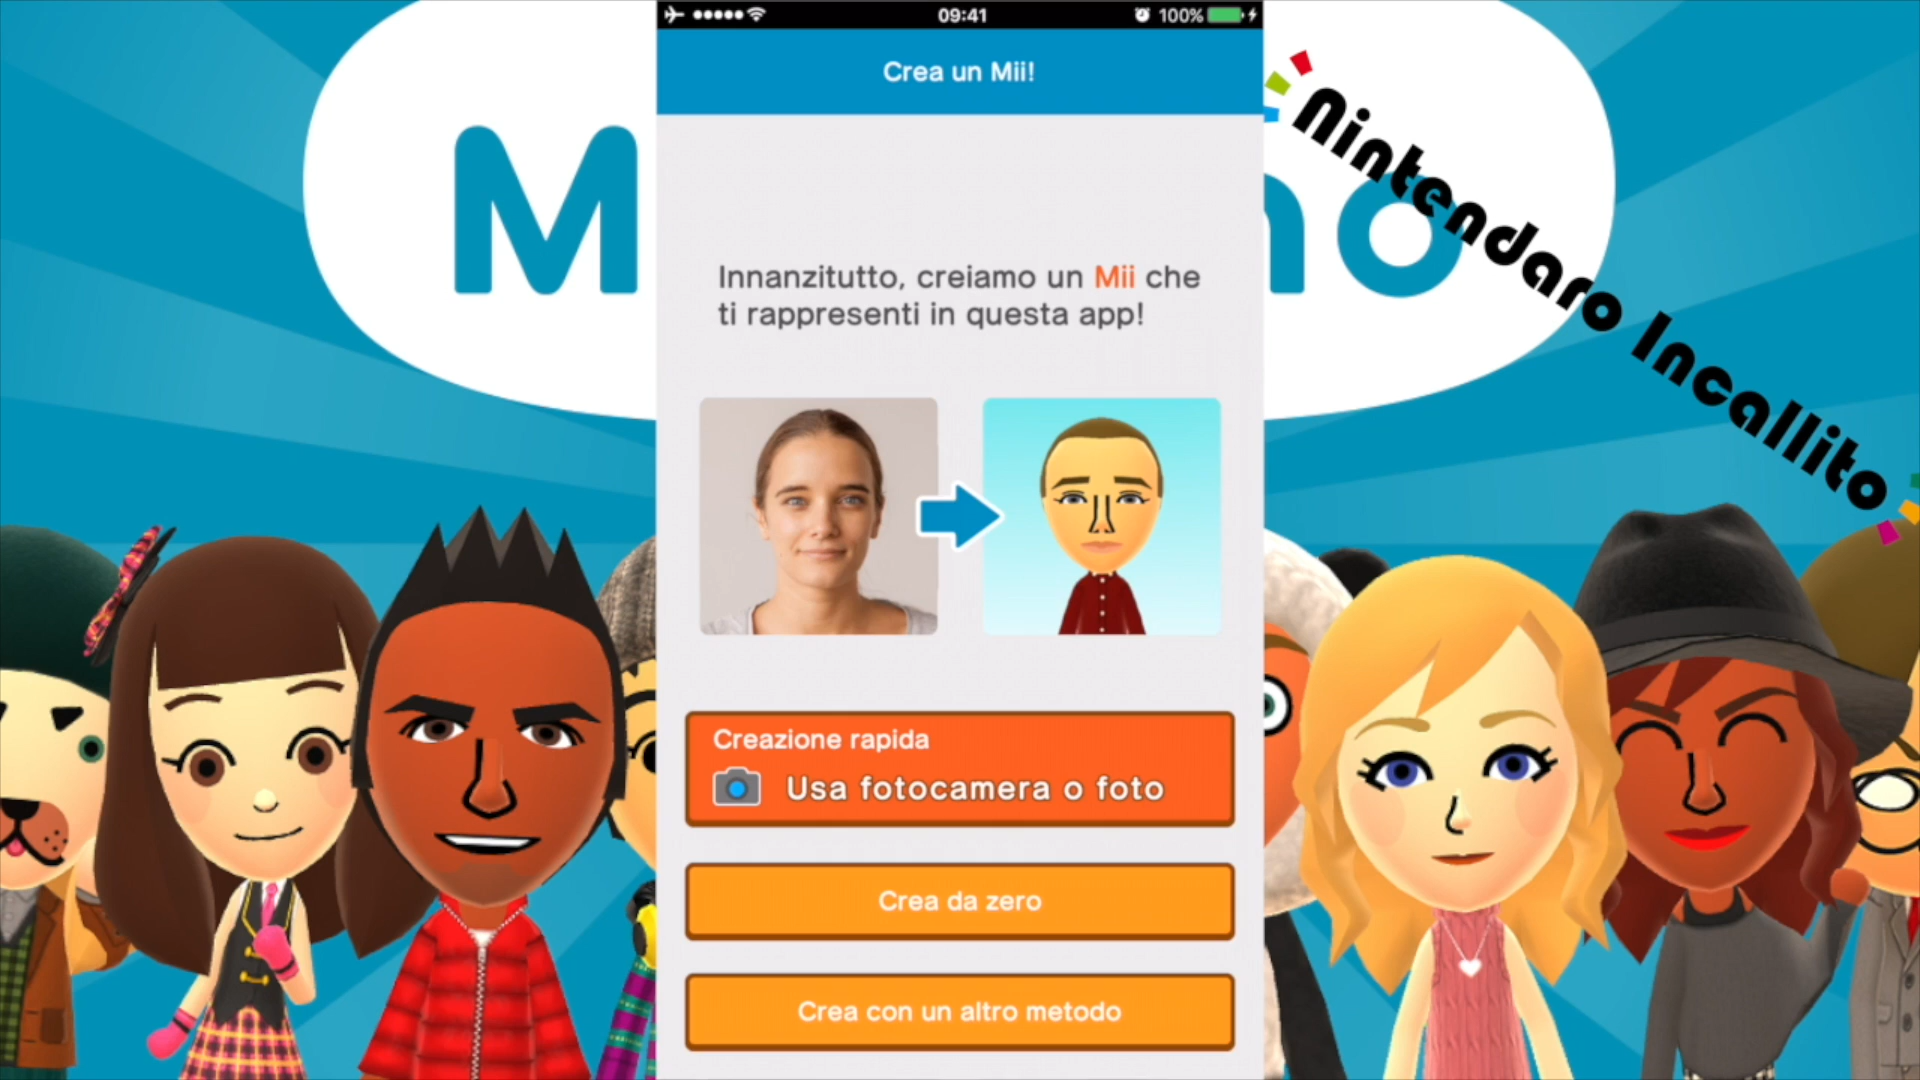 09:41
100%
Crea un Mii!
Nintendaro Incallito
Innanzitutto, creiamo un Mii che
ti rappresenti in questa app!
Creazione rapida
Usa fotocamera o foto
Crea da zero
Crea con un altro metodo